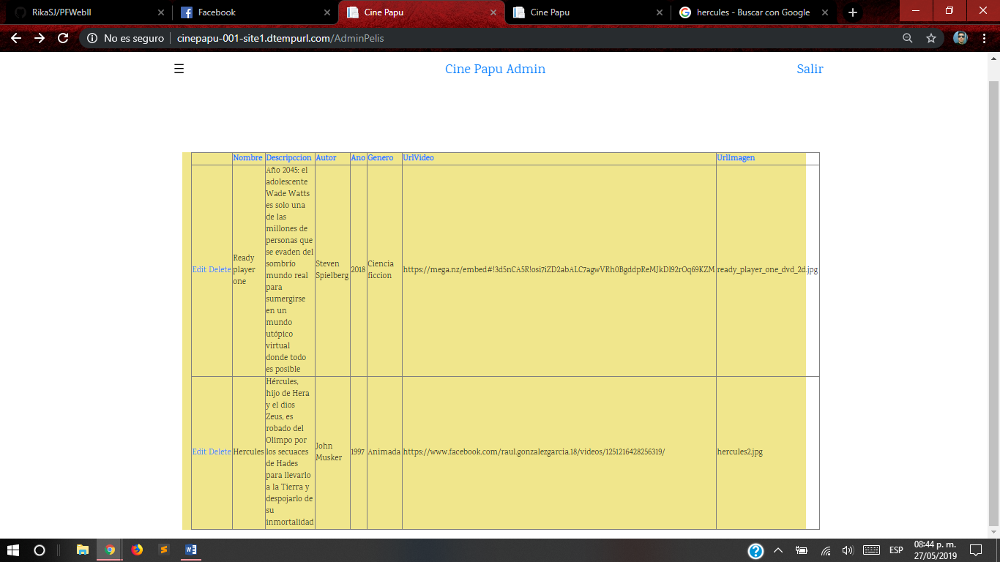 RikaSJ/PFWebII
Facebook
Cine Papu
Cine Papu
hercules - Buscar con Google
No es seguro
cinepapu-001-site1.dtempurl.com/AdminPelis
Cine Papu Admin
Salir
Nombre
Descripccion
Autor
Ano
Genero
UrlVideo
UrlImagen
Edit Delete
Ready
player
one
Año 2045: el
adolescente
Wade Watts
es solo una
de las
millones de
personas que
se evaden del
sombrío
mundo real
para
sumergirse
en un
mundo
utópico
virtual
donde todo
es posible
Steven
Spielberg
2018
Ciencia
ficcion
https://mega.nz/embed#!3d5nCA5R!osi7iZD2abALC7agwVRh0BgddpReMJkDl92rOq69KZM
ready_player_one_dvd_2d.jpg
Edit Delete
Hercules
Hércules,
hijo de Hera
y el dios
Zeus, es
robado del
Olimpo por
los secuaces
de Hades
para llevarlo
a la Tierra y
despojarlo de
su
inmortalidad
John
Musker
1997
Animada
https://www.facebook.com/raul.gonzalezgarcia.18/videos/1251216428256319/
hercules2.jpg
ESP
08:44 p. m.
27/05/2019